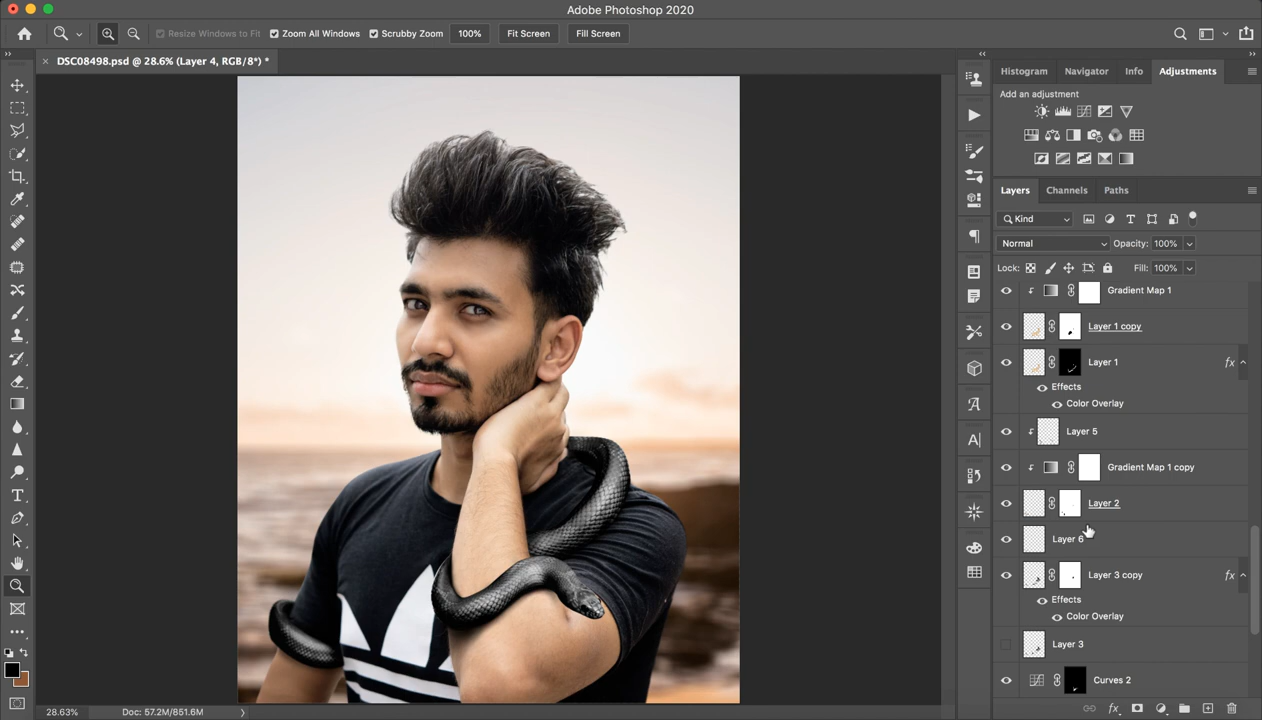 Adobe Photoshop 2020
Resize Windows to Fit Zoom All Windows Scrubby Zoom 100% Fit Screen Fill Screen
DSC08498.psd @ 28.6% (Layer 4, RGB/8*) *
Histogram Navigator Info Adjustments
Add an adjustment
Layers Channels Paths
Kind
Normal Opacity: 100%
Lock: Fill: 100%
Gradient Map 1
Layer 1 copy
Layer 1 fx
Effects
Color Overlay
Layer 5
Gradient Map 1 copy
Layer 2
Layer 6
Layer 3 copy fx
Effects
Color Overlay
Layer 3
Curves 2
28.63% Doc: 57.2M/851.6M
fx